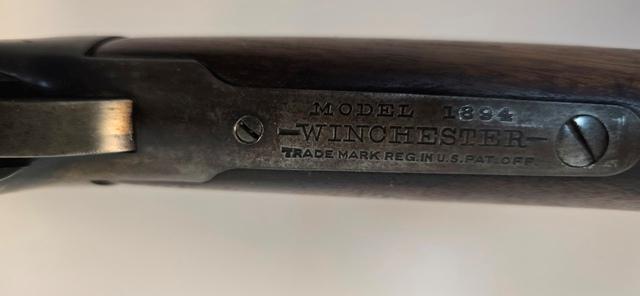 MODEL 1894
-WINCHESTER-
TRADE MARK REG. IN U.S. PAT. OFF.